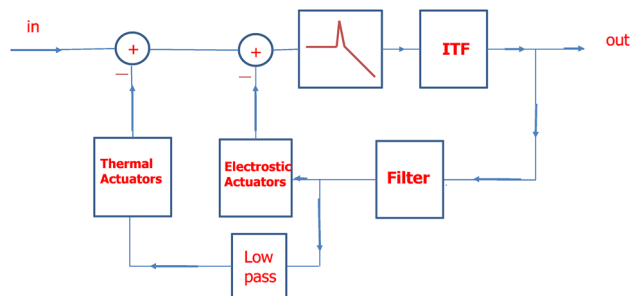 in
+
+
ITF
out
Thermal
Actuators
Electrostic
Actuators
Filter
Low
pass